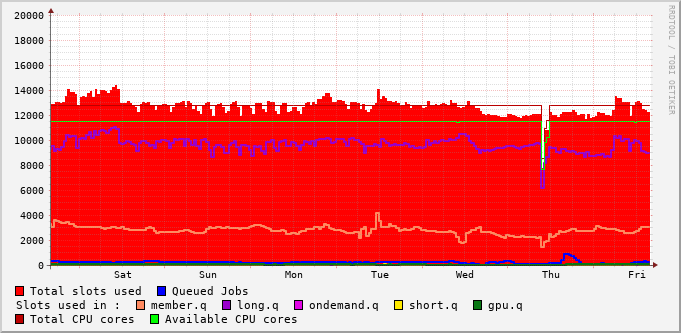 RRDTOOL / TOBI OETIKER
20000
18000
16000
14000
12000
10000
8000
6000
4000
2000
0
Sat Sun Mon Tue Wed Thu Fri
Total slots used Queued Jobs
Slots used in : member.q long.q ondemand.q short.q gpu.q
Total CPU cores Available CPU cores